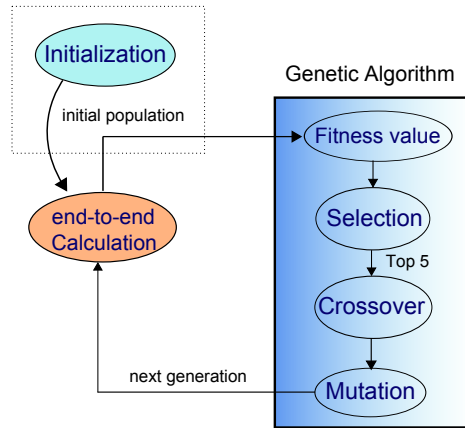 Initialization
initial population
end-to-end
Calculation
Genetic Algorithm
Fitness value
Selection
Top 5
Crossover
Mutation
next generation